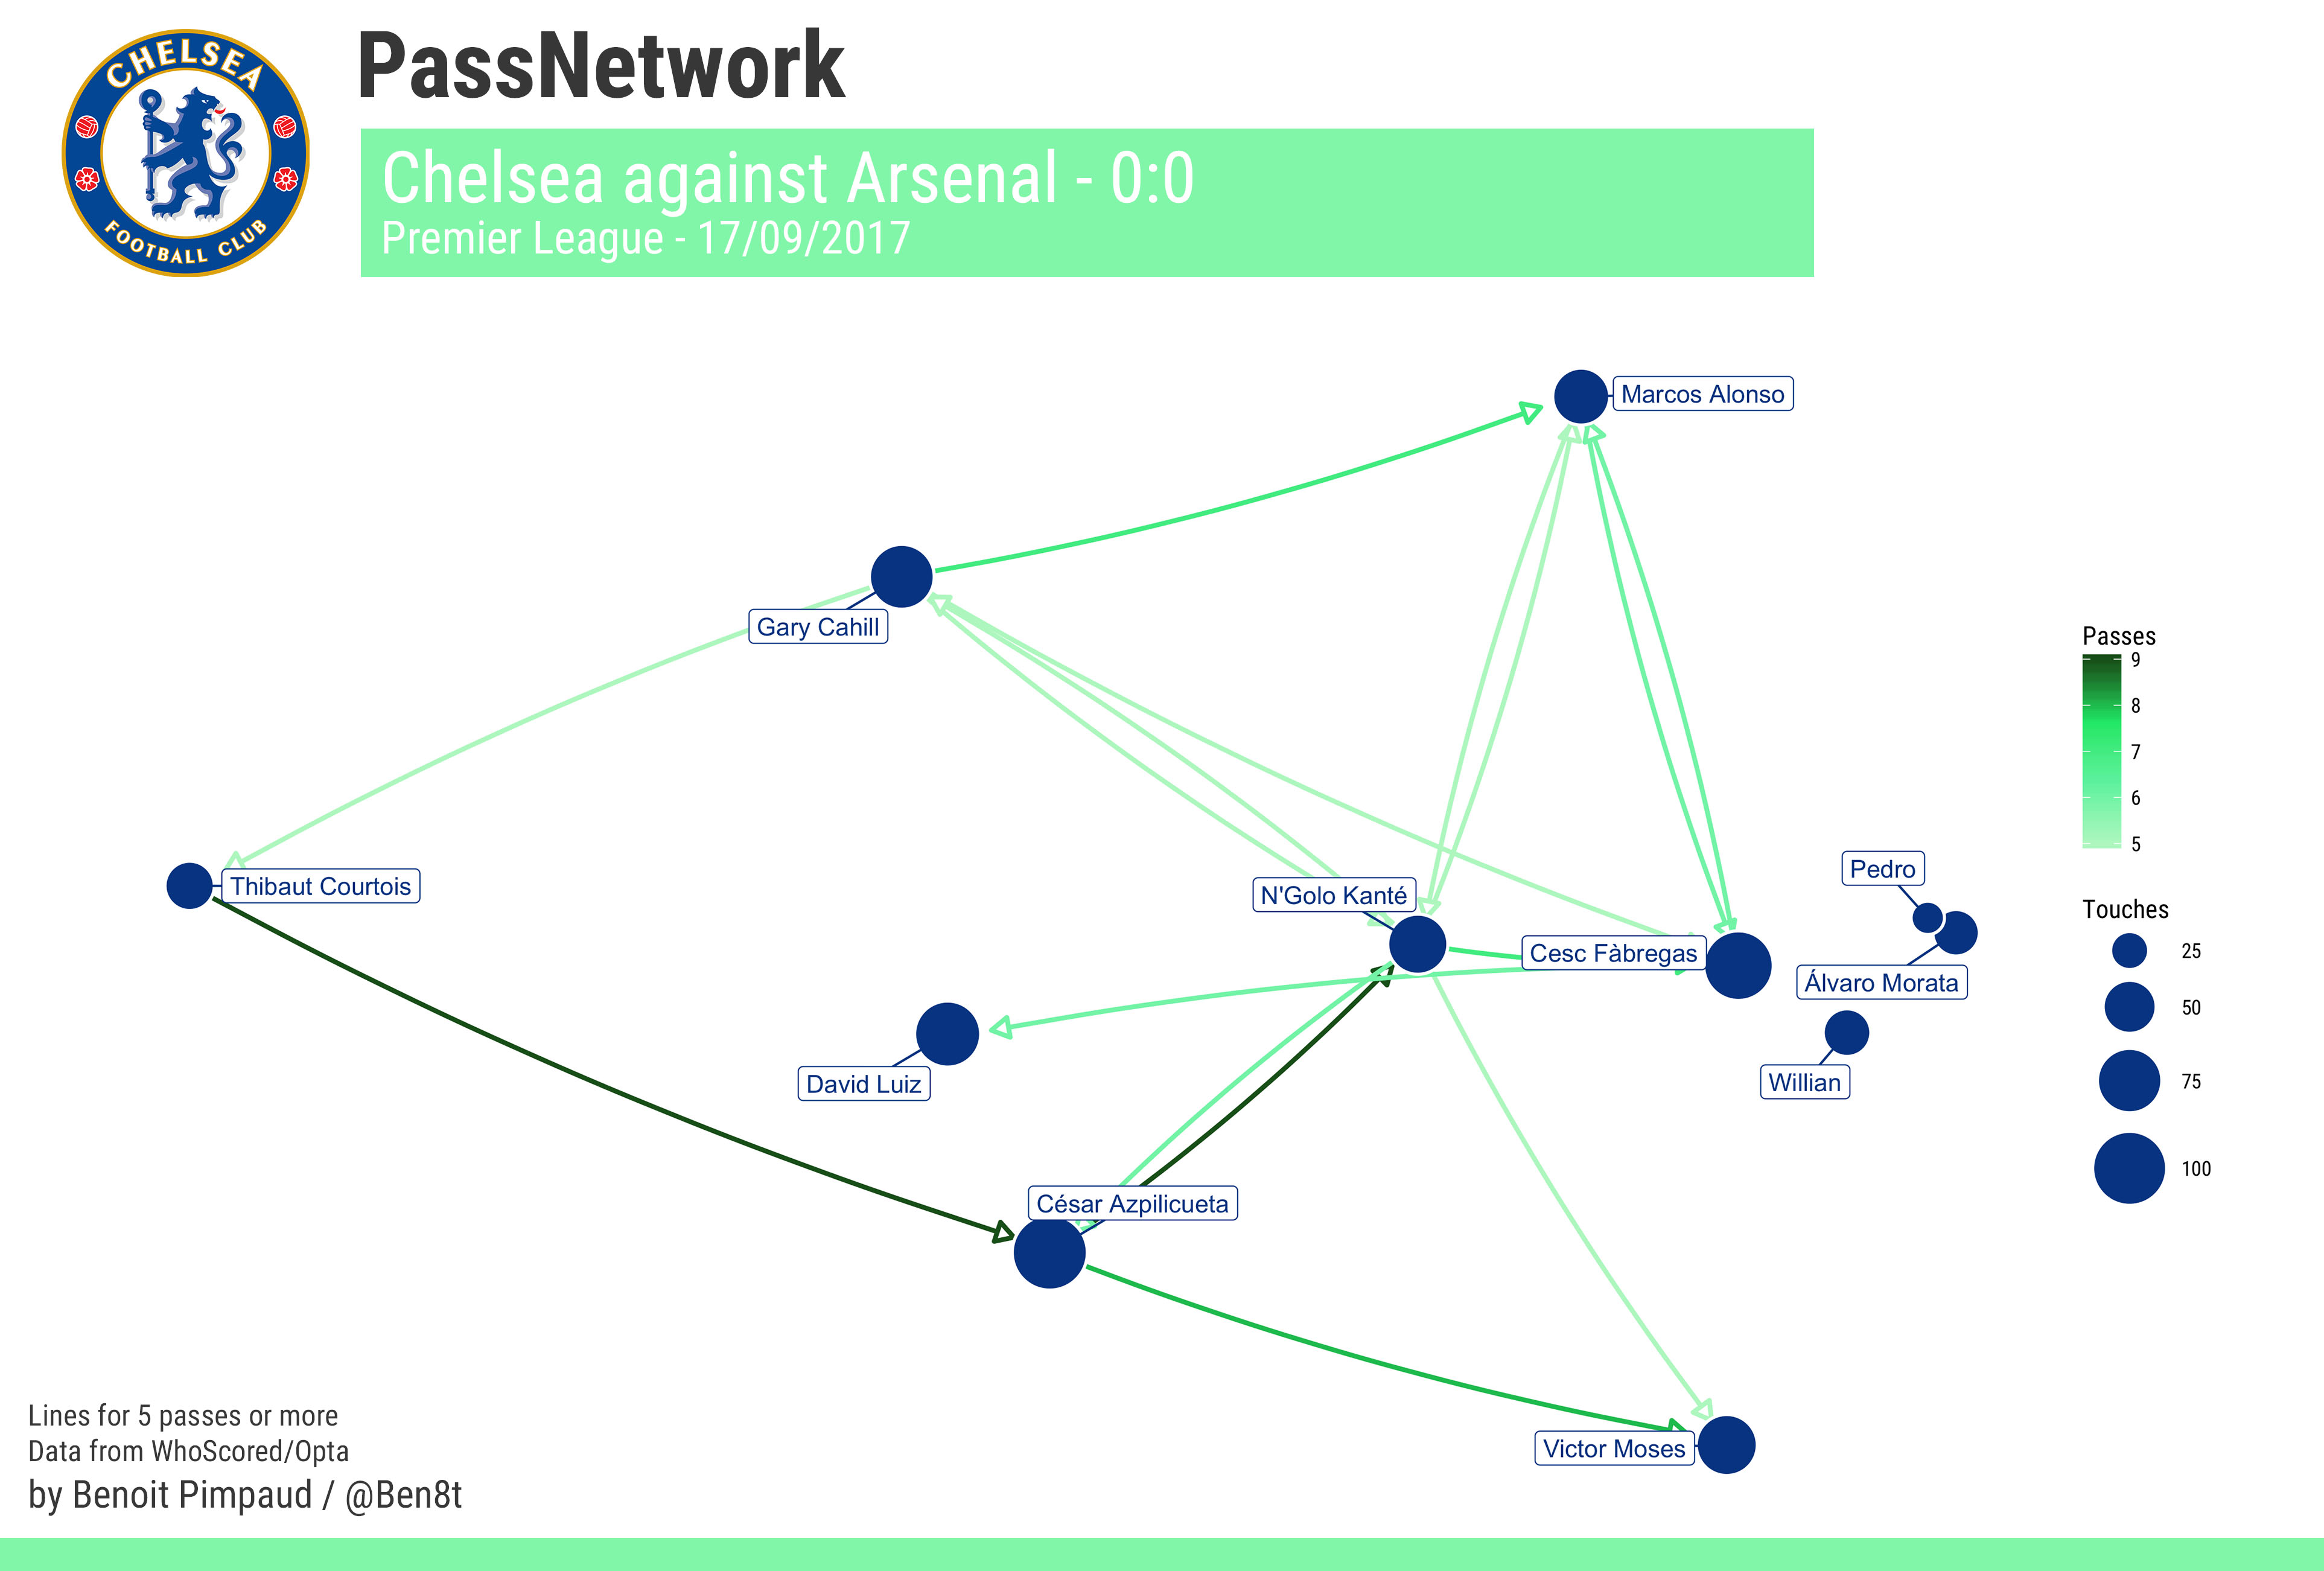 CHELSEA
FOOTBALL CLUB
PassNetwork
Chelsea against Arsenal - 0:0
Premier League - 17/09/2017
Marcos Alonso
Gary Cahill
Thibaut Courtois
N'Golo Kanté
Cesc Fàbregas
Pedro
Álvaro Morata
David Luiz
Willian
César Azpilicueta
Victor Moses
Passes
9
8
7
6
5
Touches
25
50
75
100
Lines for 5 passes or more
Data from WhoScored/Opta
by Benoit Pimpaud / @Ben8t